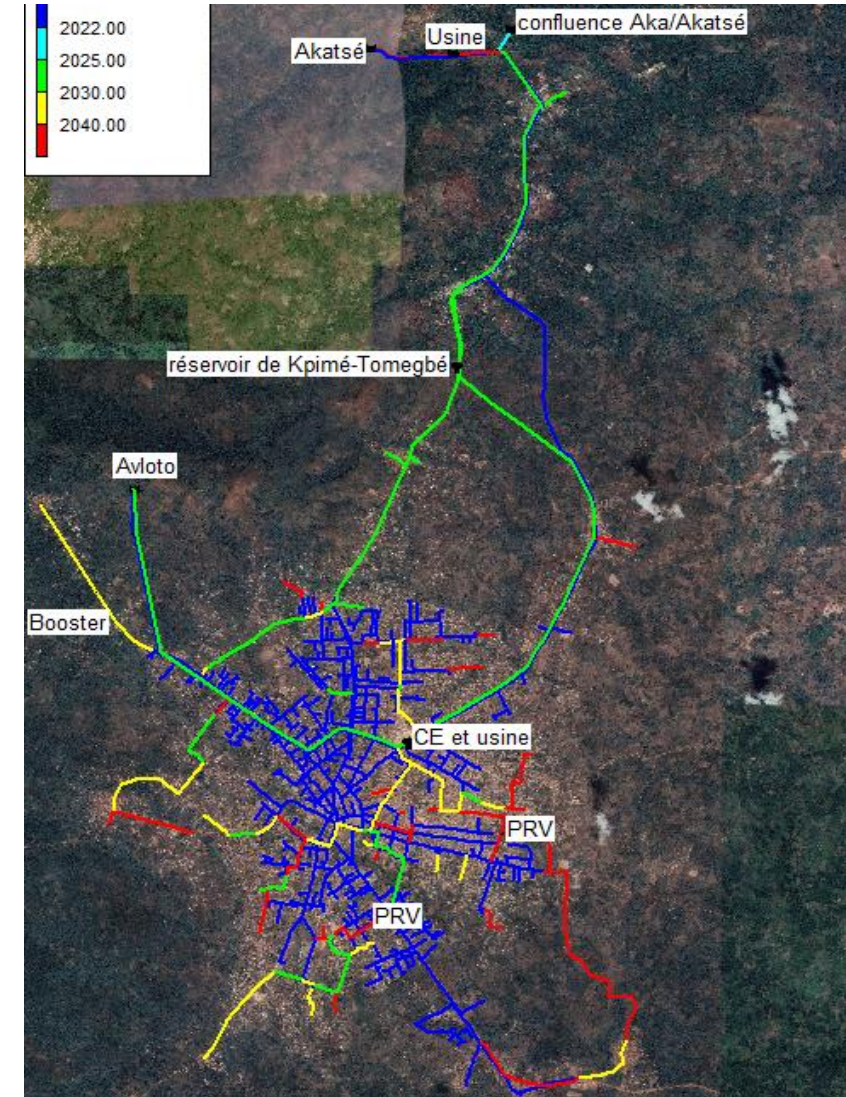 2022.00
2025.00
2030.00
2040.00
confluence Aka/Akatsé
Usine
Akatsé
réservoir de Kpimé-Tomegbé
Avloto
Booster
CE et usine
PRV
PRV